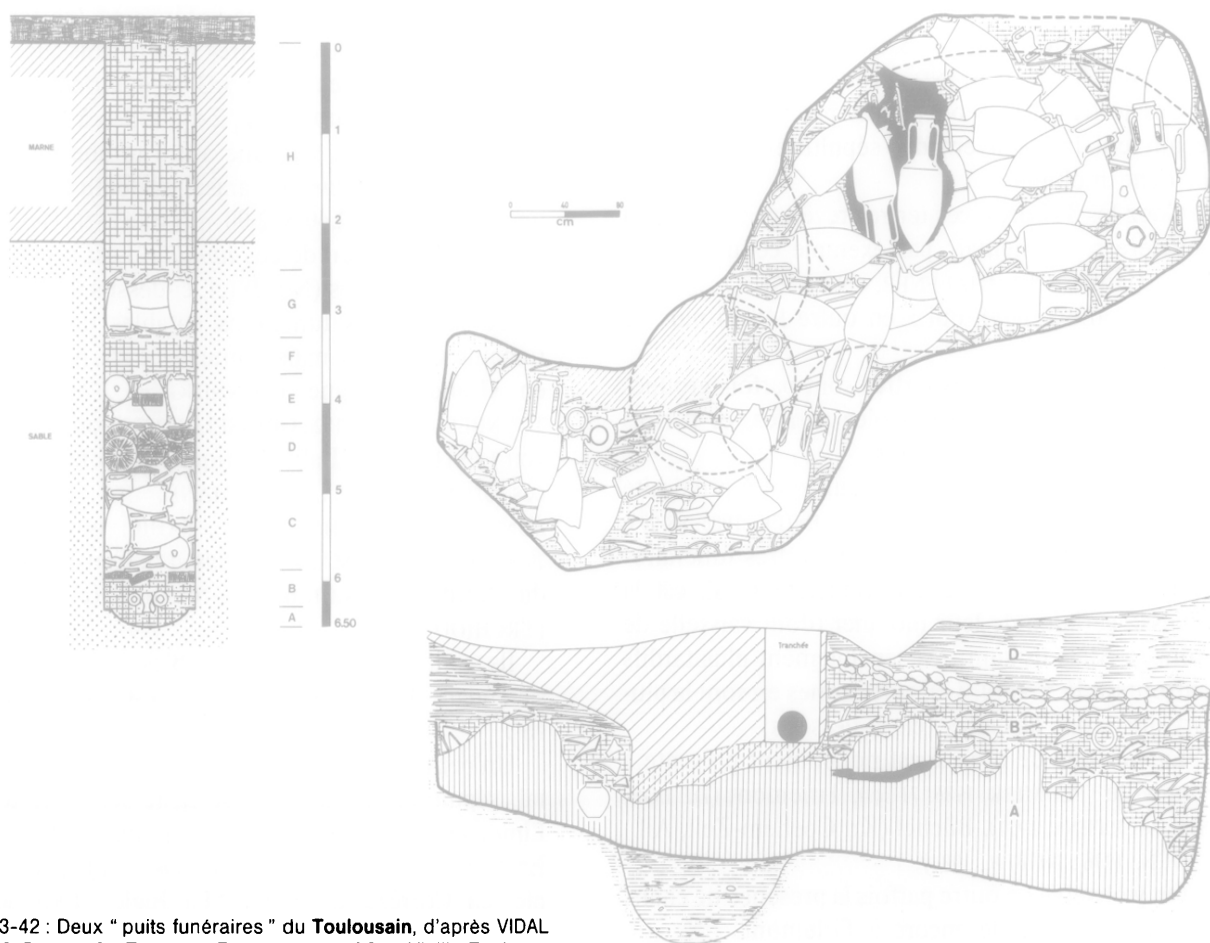 0
1
MARNE
H
2
G
3
F
E
4
SABLE
D
5
C
6
B
A
6.50
0 40 80
cm
Tranchée
D
C
B
A
3-42 : Deux “ puits funéraires ” du Toulousain, d'après VIDAL